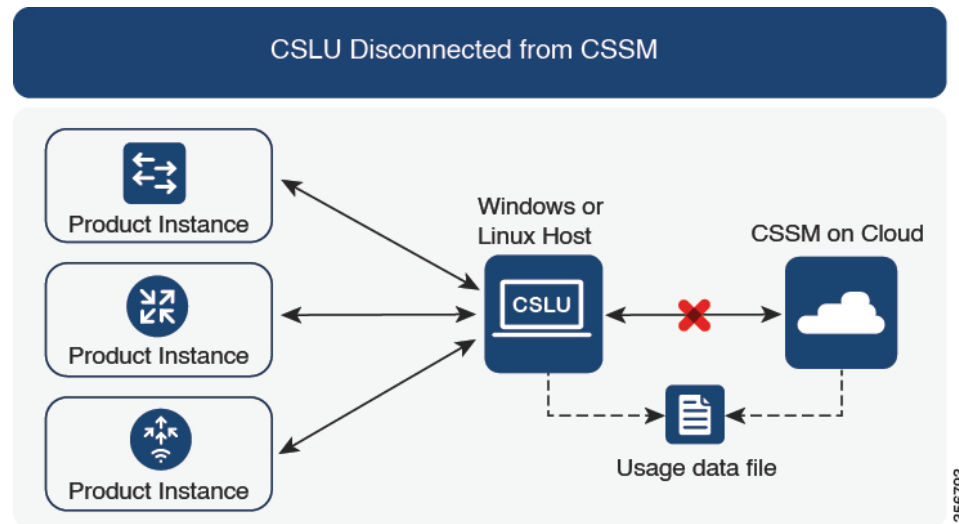 CSLU Disconnected from CSSM
Product Instance
Product Instance
Product Instance
Windows or
Linux Host
CSLU
CSSM on Cloud
Usage data file
356793